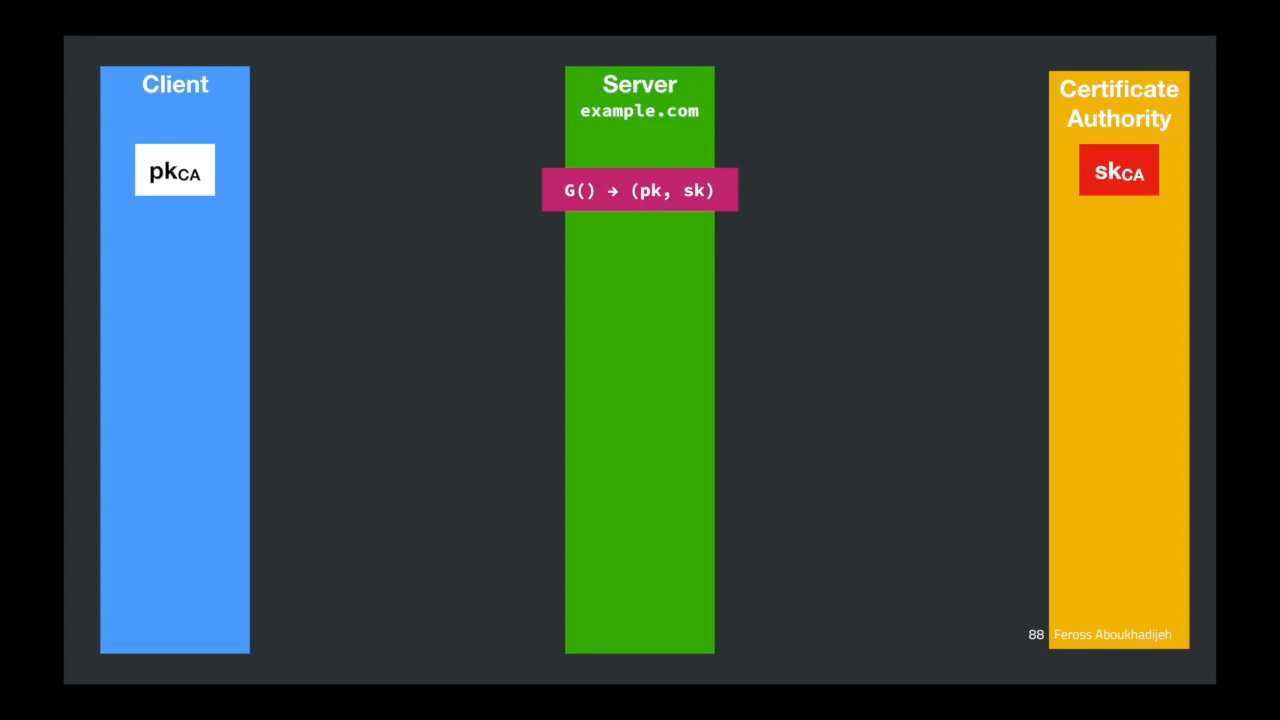 Client
pkCA
Server
example.com
G() → (pk, sk)
Certificate
Authority
skCA
88 Feross Aboukhadijeh